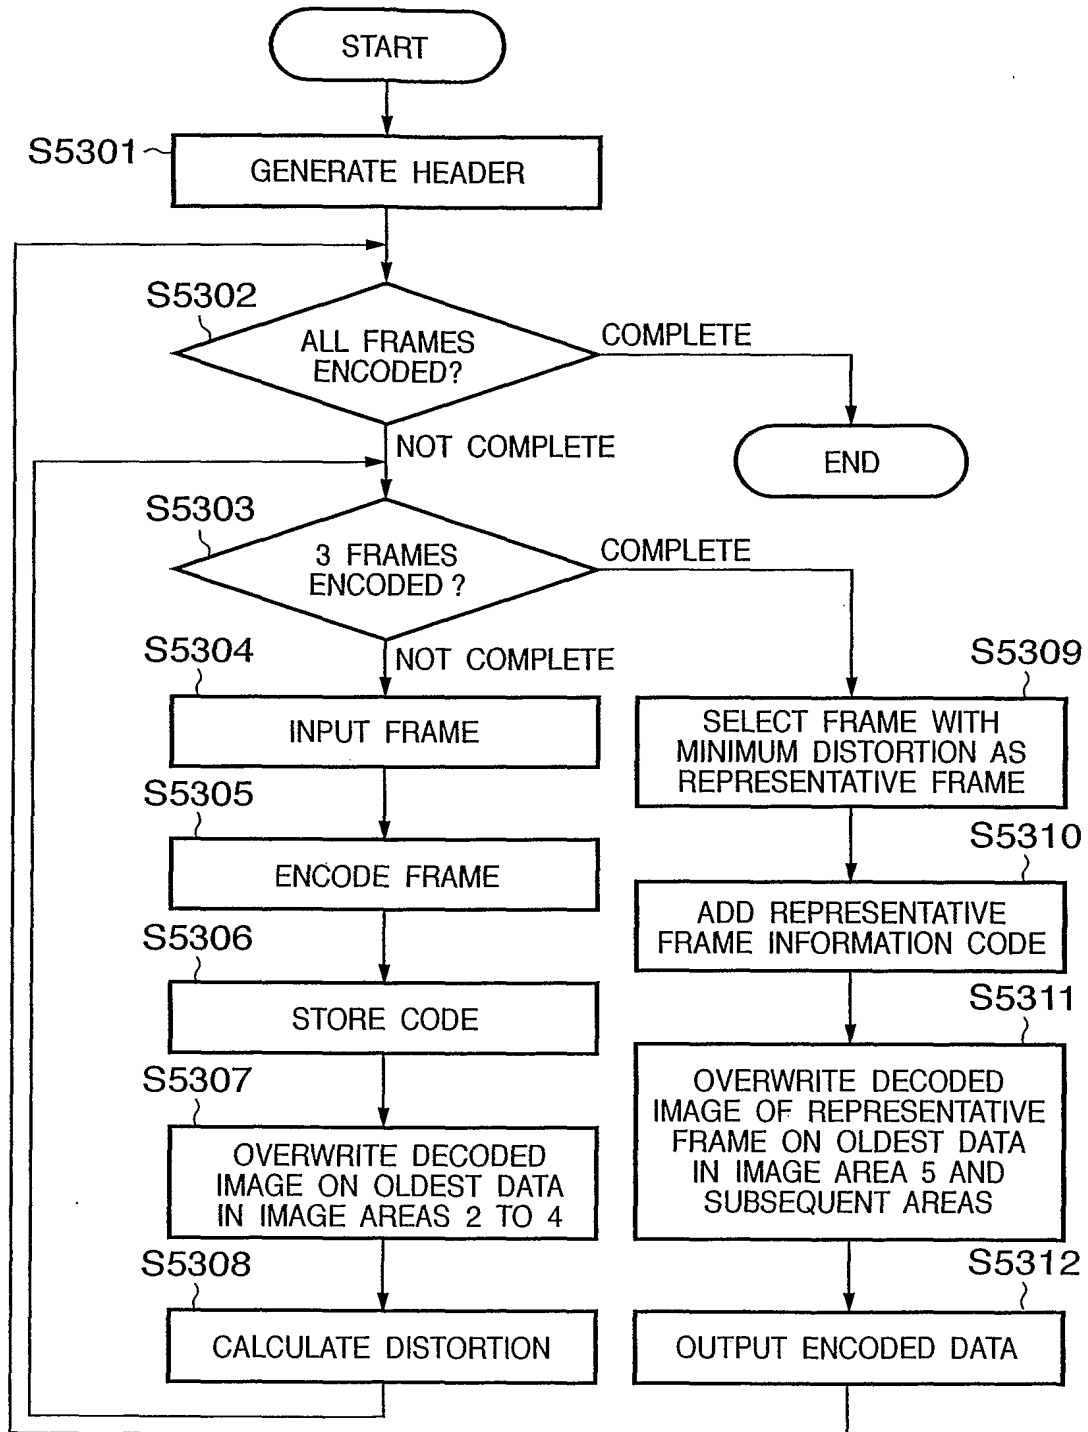 START
S5301
GENERATE HEADER
S5302
ALL FRAMES
ENCODED?
COMPLETE
NOT COMPLETE
END
S5303
3 FRAMES
ENCODED ?
COMPLETE
NOT COMPLETE
S5304
INPUT FRAME
S5305
ENCODE FRAME
S5306
STORE CODE
S5307
OVERWRITE DECODED
IMAGE ON OLDEST DATA
IN IMAGE AREAS 2 TO 4
S5308
CALCULATE DISTORTION
S5309
SELECT FRAME WITH
MINIMUM DISTORTION AS
REPRESENTATIVE FRAME
S5310
ADD REPRESENTATIVE
FRAME INFORMATION CODE
S5311
OVERWRITE DECODED
IMAGE OF REPRESENTATIVE
FRAME ON OLDEST DATA
IN IMAGE AREA 5 AND
SUBSEQUENT AREAS
S5312
OUTPUT ENCODED DATA